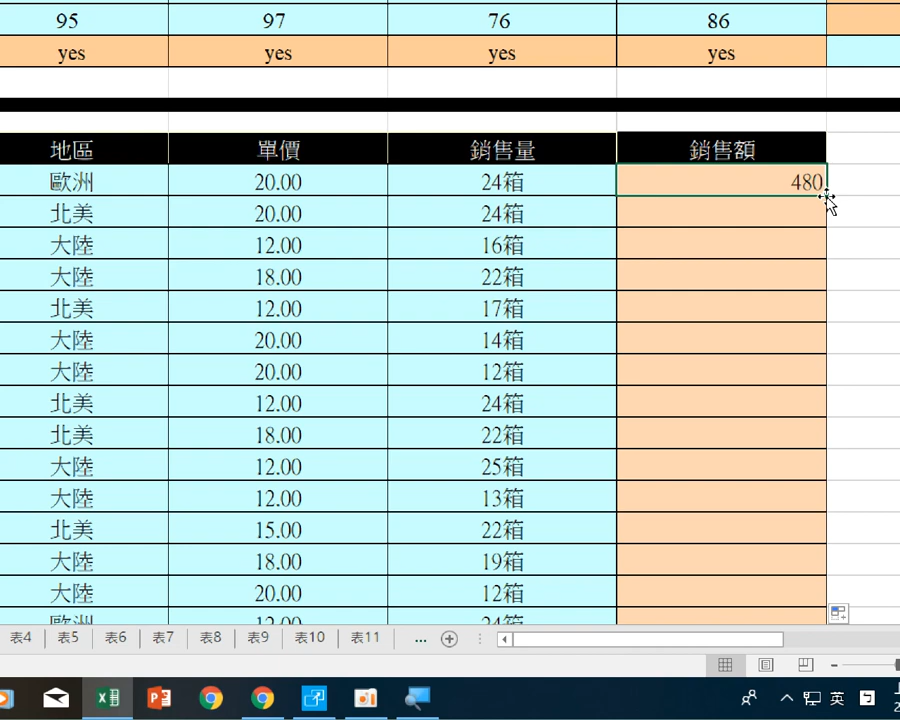 95 97 76 86
yes yes yes yes
地區 單價 銷售量 銷售額
歐洲 20.00 24箱 480
北美 20.00 24箱
大陸 12.00 16箱
大陸 18.00 22箱
北美 12.00 17箱
大陸 20.00 14箱
大陸 20.00 12箱
北美 12.00 24箱
北美 18.00 22箱
大陸 12.00 25箱
大陸 12.00 13箱
北美 15.00 22箱
大陸 18.00 19箱
大陸 20.00 12箱
歐洲 12.00 24箱
表4 表5 表6 表7 表8 表9 表10 表11 ...
英